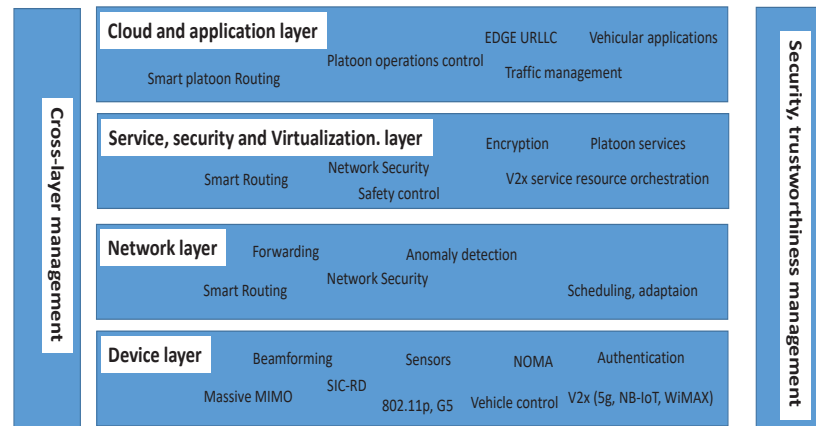 Cross-layer management
Cloud and application layer
EDGE URLLC
Vehicular applications
Platoon operations control
Smart platoon Routing
Traffic management
Service, security and Virtualization. layer
Encryption
Platoon services
Network Security
Smart Routing
V2x service resource orchestration
Safety control
Network layer
Forwarding
Anomaly detection
Network Security
Smart Routing
Scheduling, adaptaion
Device layer
Beamforming
Sensors
NOMA
Authentication
SIC-RD
Massive MIMO
802.11p, G5
Vehicle control
V2x (5g, NB-IoT, WiMAX)
Security, trustworthiness management